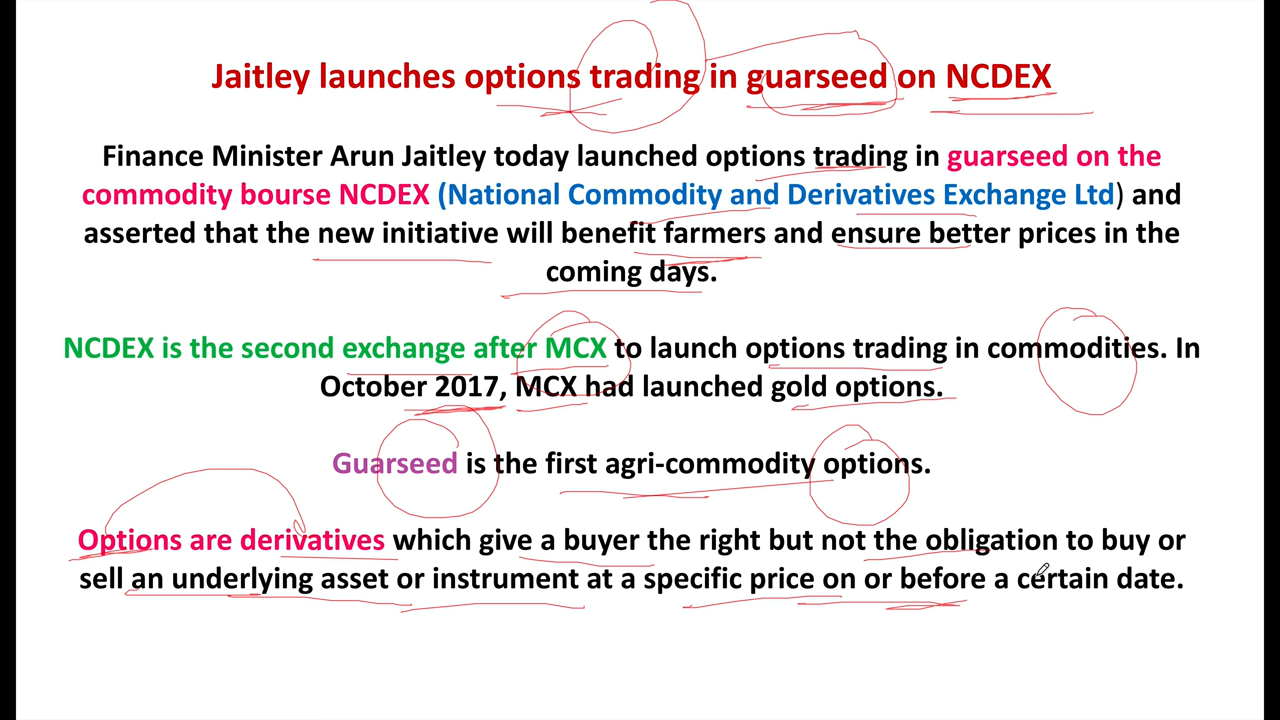 Jaitley launches options trading in guarseed on NCDEX
Finance Minister Arun Jaitley today launched options trading in guarseed on the
commodity bourse NCDEX (National Commodity and Derivatives Exchange Ltd) and
asserted that the new initiative will benefit farmers and ensure better prices in the
coming days.
NCDEX is the second exchange after MCX to launch options trading in commodities. In
October 2017, MCX had launched gold options.
Guarseed is the first agri-commodity options.
Options are derivatives which give a buyer the right but not the obligation to buy or
sell an underlying asset or instrument at a specific price on or before a certain date.